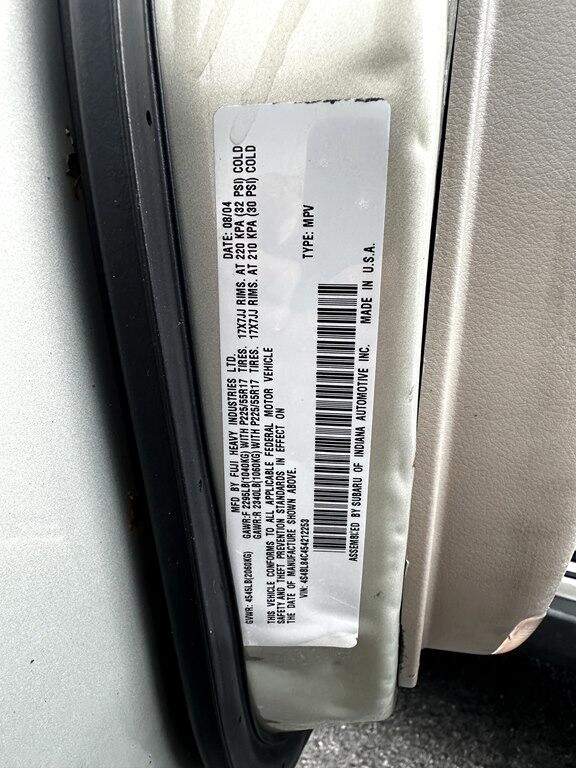 MFD BY FUJI HEAVY INDUSTRIES LTD. DATE: 08/04
GVWR: 4545LB(2060KG) GAWR:F 2295LB(1040KG) WITH P225/55R17 TIRES. 17X7JJ RIMS. AT 220 KPA (32 PSI) COLD
GAWR:R 2340LB(1060KG) WITH P225/55R17 TIRES. 17X7JJ RIMS. AT 210 KPA (30 PSI) COLD
THIS VEHICLE CONFORMS TO ALL APPLICABLE FEDERAL MOTOR VEHICLE
SAFETY AND THEFT PREVENTION STANDARDS IN EFFECT ON
THE DATE OF MANUFACTURE SHOWN ABOVE.
VIN: 4S4BL84C454212253 TYPE: MPV
ASSEMBLED BY SUBARU OF INDIANA AUTOMOTIVE INC. MADE IN U.S.A.